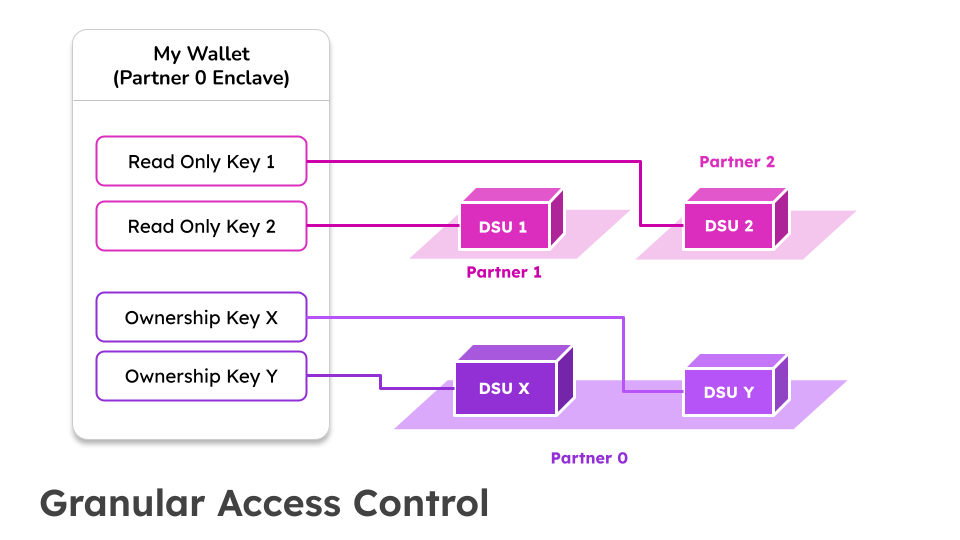 My Wallet
(Partner 0 Enclave)
Read Only Key 1
Read Only Key 2
Ownership Key X
Ownership Key Y
Partner 2
DSU 1
DSU 2
Partner 1
DSU X
DSU Y
Partner 0
Granular Access Control